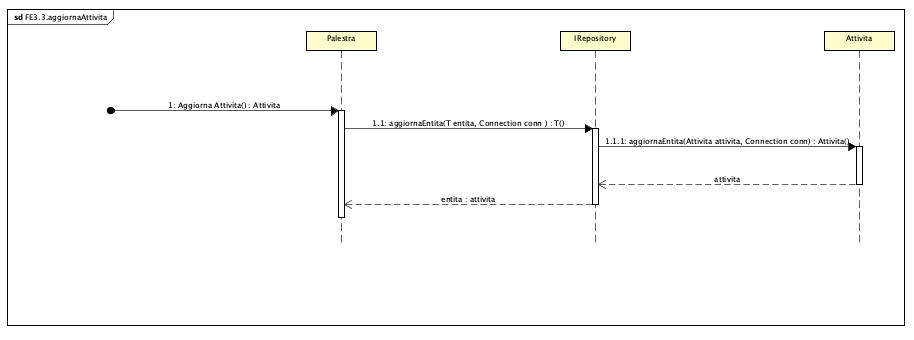 sd FE3.3.aggiornaAttivita
Palestra
IRepository
Attivita
1: Aggiorna Attivita() : Attivita
1.1: aggiornaEntita(T entita, Connection conn ) : T()
1.1.1: aggiornaEntita(Attivita attivita, Connection conn) : Attivita()
attivita
entita : attivita